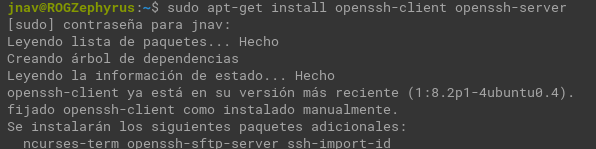 jnav@ROGZephyrus:~$ sudo apt-get install openssh-client openssh-server
[sudo] contraseña para jnav:
Leyendo lista de paquetes... Hecho
Creando árbol de dependencias
Leyendo la información de estado... Hecho
openssh-client ya está en su versión más reciente (1:8.2p1-4ubuntu0.4).
fijado openssh-client como instalado manualmente.
Se instalarán los siguientes paquetes adicionales:
  ncurses-term openssh-sftp-server ssh-import-id